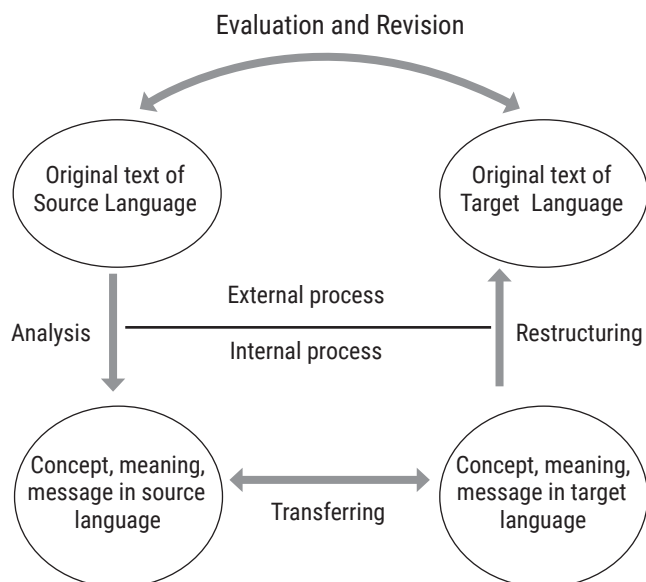 Evaluation and Revision
Original text of
Source Language
Original text of
Target Language
External process
Analysis
Restructuring
Internal process
Concept, meaning,
message in source
language
Transferring
Concept, meaning,
message in target
language